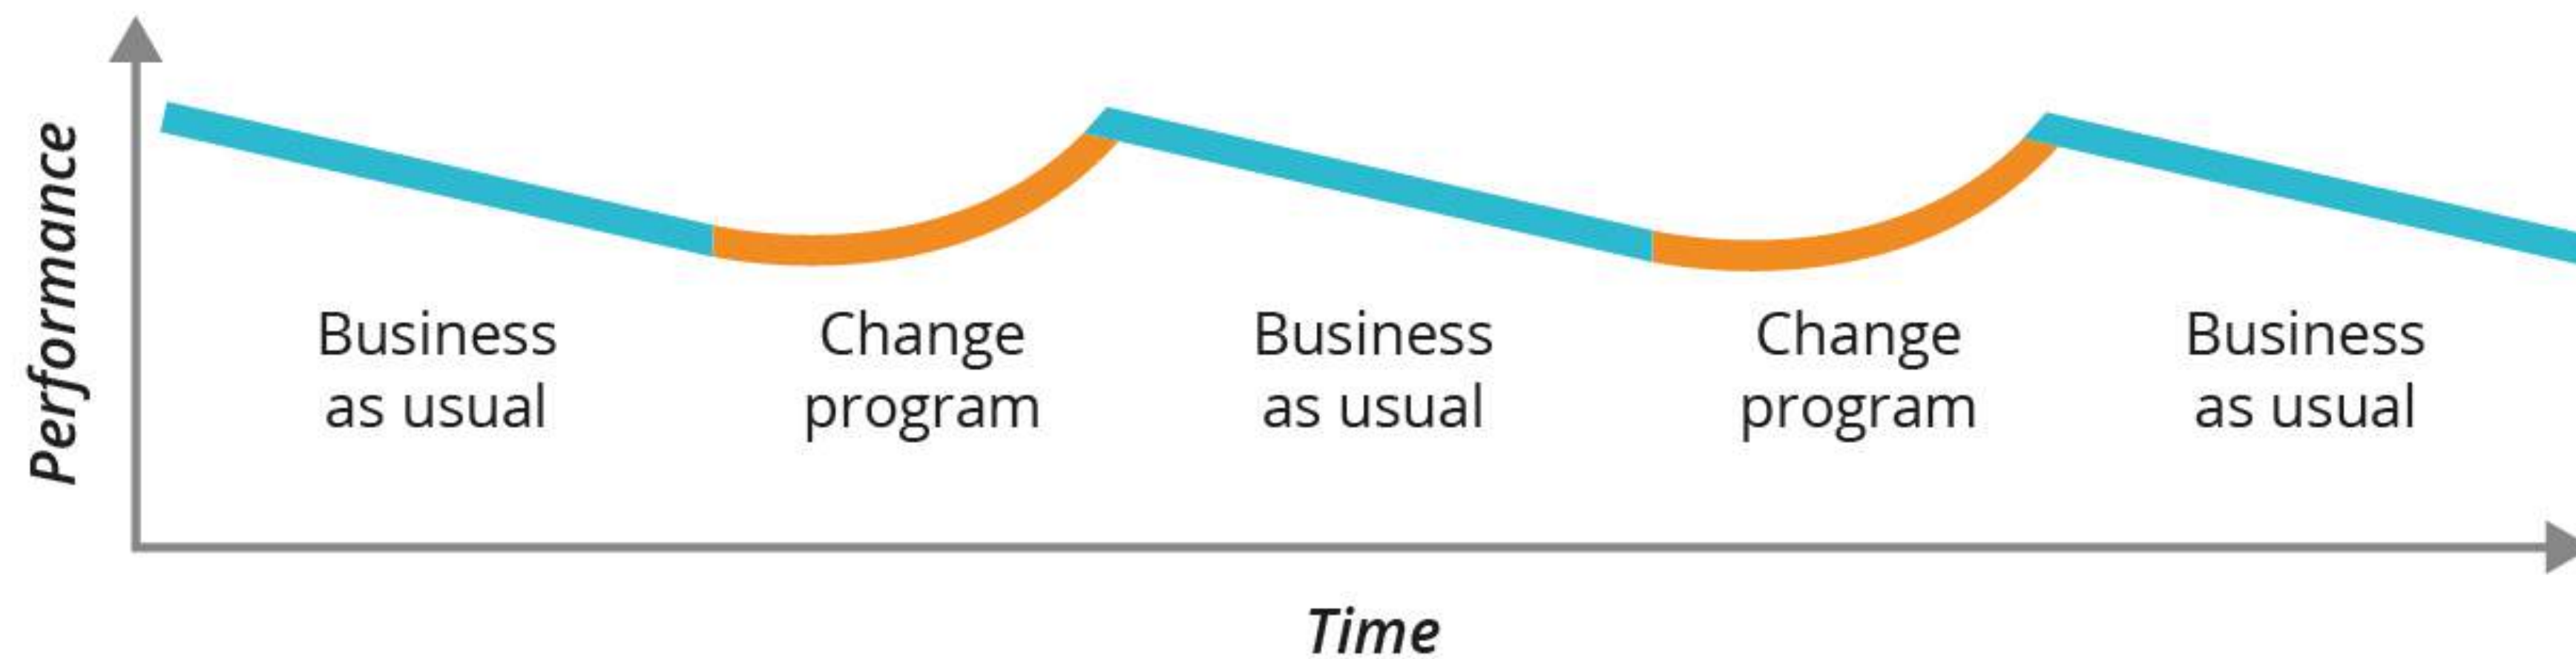 Performance
Business
as usual
Change
program
Business
as usual
Change
program
Business
as usual
Time